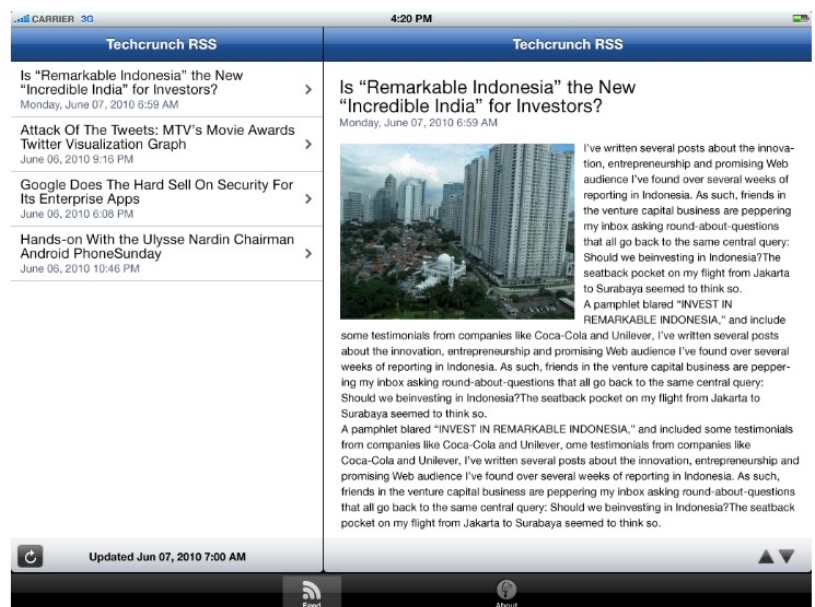 CARRIER 3G
4:20 PM
Techcrunch RSS
Is “Remarkable Indonesia” the New
“Incredible India” for Investors?
Monday, June 07, 2010 6:59 AM
Attack Of The Tweets: MTV’s Movie Awards
Twitter Visualization Graph
June 06, 2010 9:16 PM
Google Does The Hard Sell On Security For
Its Enterprise Apps
June 06, 2010 6:08 PM
Hands-on With the Ulysse Nardin Chairman
Android PhoneSunday
June 06, 2010 10:46 PM
Updated Jun 07, 2010 7:00 AM
Techcrunch RSS
Is “Remarkable Indonesia” the New
“Incredible India” for Investors?
Monday, June 07, 2010 6:59 AM
I’ve written several posts about the innova-
tion, entrepreneurship and promising Web
audience I’ve found over several weeks of
reporting in Indonesia. As such, friends in
the venture capital business are peppering
my inbox asking round-about-questions
that all go back to the same central query:
Should we beinvesting in Indonesia?The
seatback pocket on my flight from Jakarta
to Surabaya seemed to think so.
A pamphlet blared “INVEST IN
REMARKABLE INDONESIA,” and include
some testimonials from companies like Coca-Cola and Unilever, I’ve written several posts
about the innovation, entrepreneurship and promising Web audience I’ve found over several
weeks of reporting in Indonesia. As such, friends in the venture capital business are pepper-
ing my inbox asking round-about-questions that all go back to the same central query:
Should we beinvesting in Indonesia?The seatback pocket on my flight from Jakarta to
Surabaya seemed to think so.
A pamphlet blared “INVEST IN REMARKABLE INDONESIA,” and included some testimonials
from companies like Coca-Cola and Unilever, ome testimonials from companies like
Coca-Cola and Unilever, I’ve written several posts about the innovation, entrepreneurship and
promising Web audience I’ve found over several weeks of reporting in Indonesia. As such,
friends in the venture capital business are peppering my inbox asking round-about-questions
that all go back to the same central query: Should we beinvesting in Indonesia?The seatback
pocket on my flight from Jakarta to Surabaya seemed to think so.
Feed
About